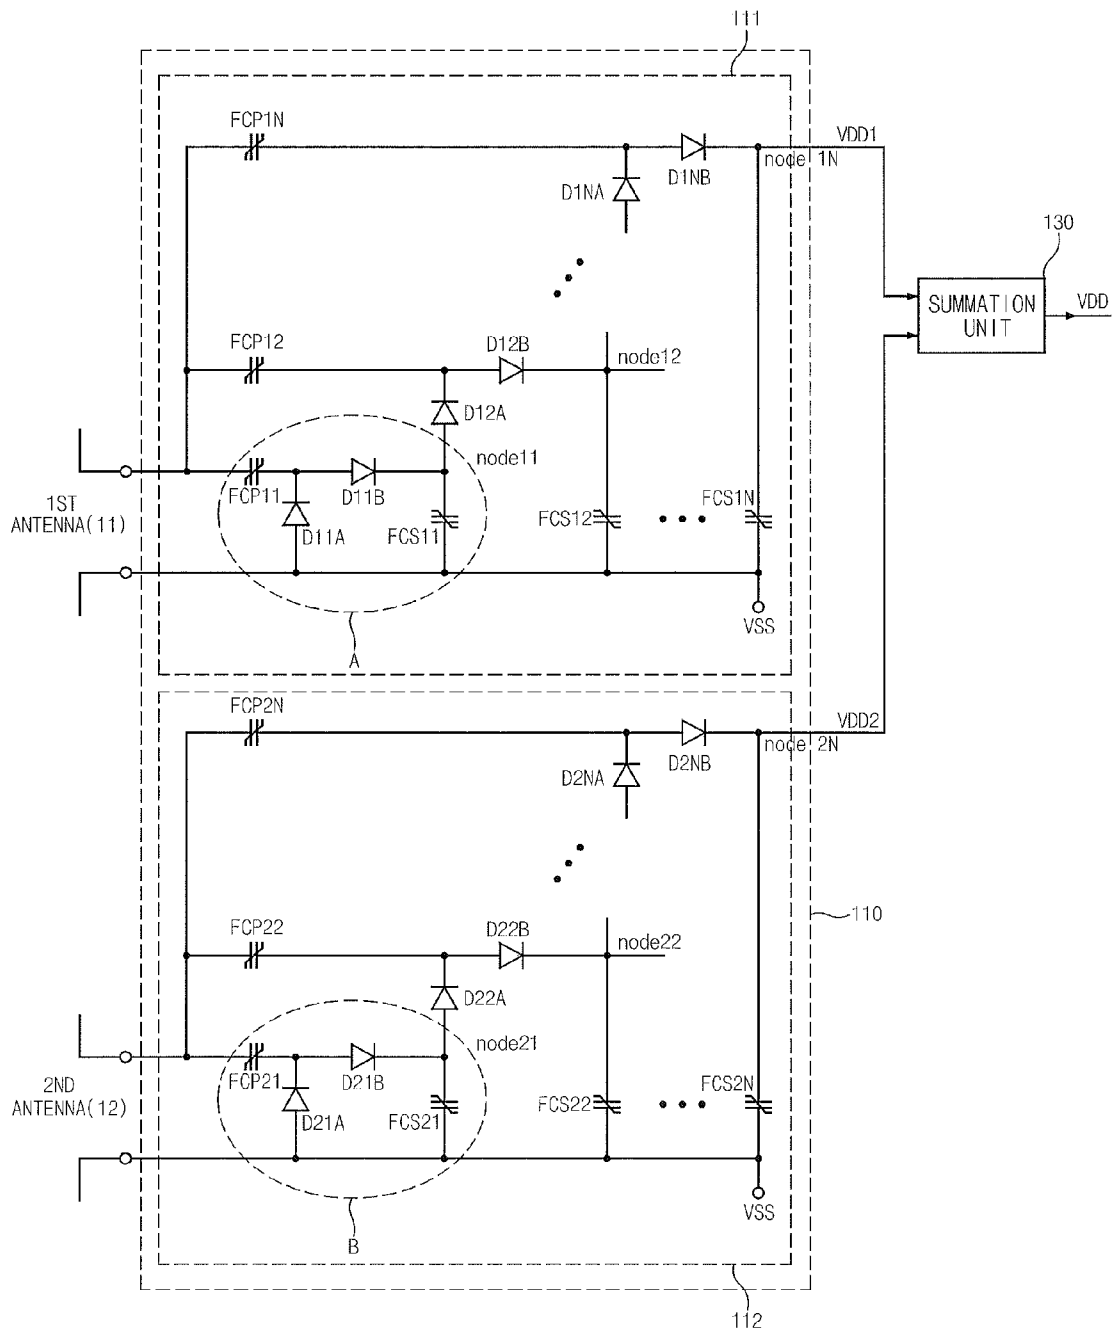 111
FCP1N
VDD1
node 1N
D1NB
D1NA
130
SUMMATION
UNIT
VDD
FCP12
D12B
node12
D12A
node11
FCP11
D11B
1ST
ANTENNA(11)
D11A
FCS11
FCS12
FCS1N
VSS
A
FCP2N
VDD2
node 2N
D2NB
D2NA
110
FCP22
D22B
node22
D22A
node21
FCP21
D21B
2ND
ANTENNA(12)
D21A
FCS21
FCS22
FCS2N
VSS
B
112